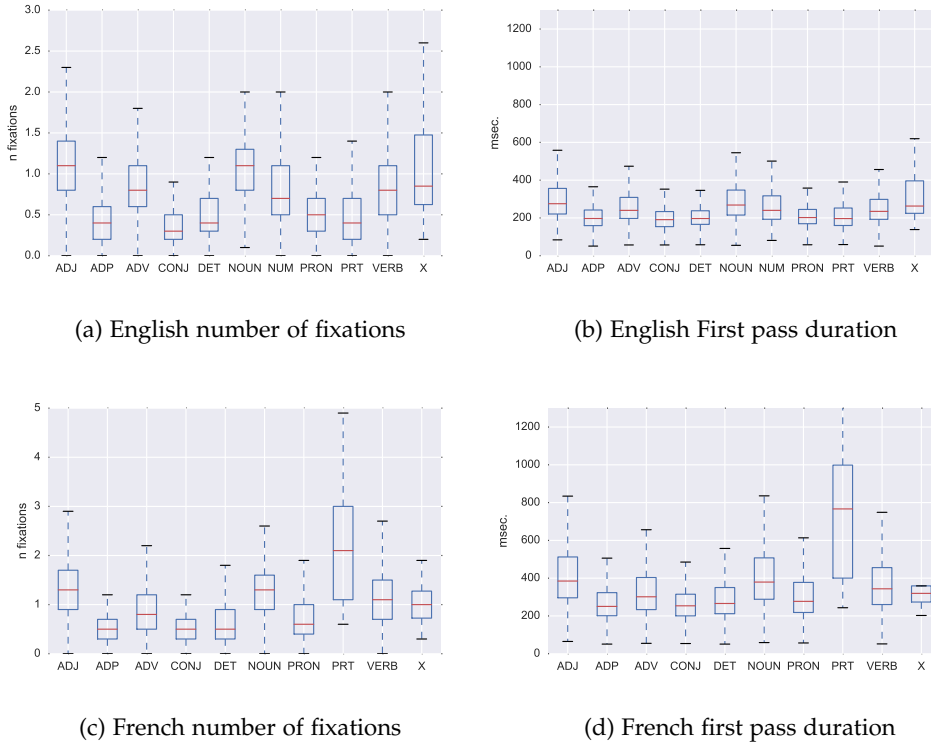 3.0
2.5
2.0
1.5
1.0
0.5
0.0
n fixations
ADJ ADP ADV CONJ DET NOUN NUM PRON PRT VERB X
(a) English number of fixations
1200
1000
800
600
400
200
0
msec.
ADJ ADP ADV CONJ DET NOUN NUM PRON PRT VERB X
(b) English First pass duration
5
4
3
2
1
0
n fixations
ADJ ADP ADV CONJ DET NOUN PRON PRT VERB X
(c) French number of fixations
1200
1000
800
600
400
200
0
msec.
ADJ ADP ADV CONJ DET NOUN PRON PRT VERB X
(d) French first pass duration